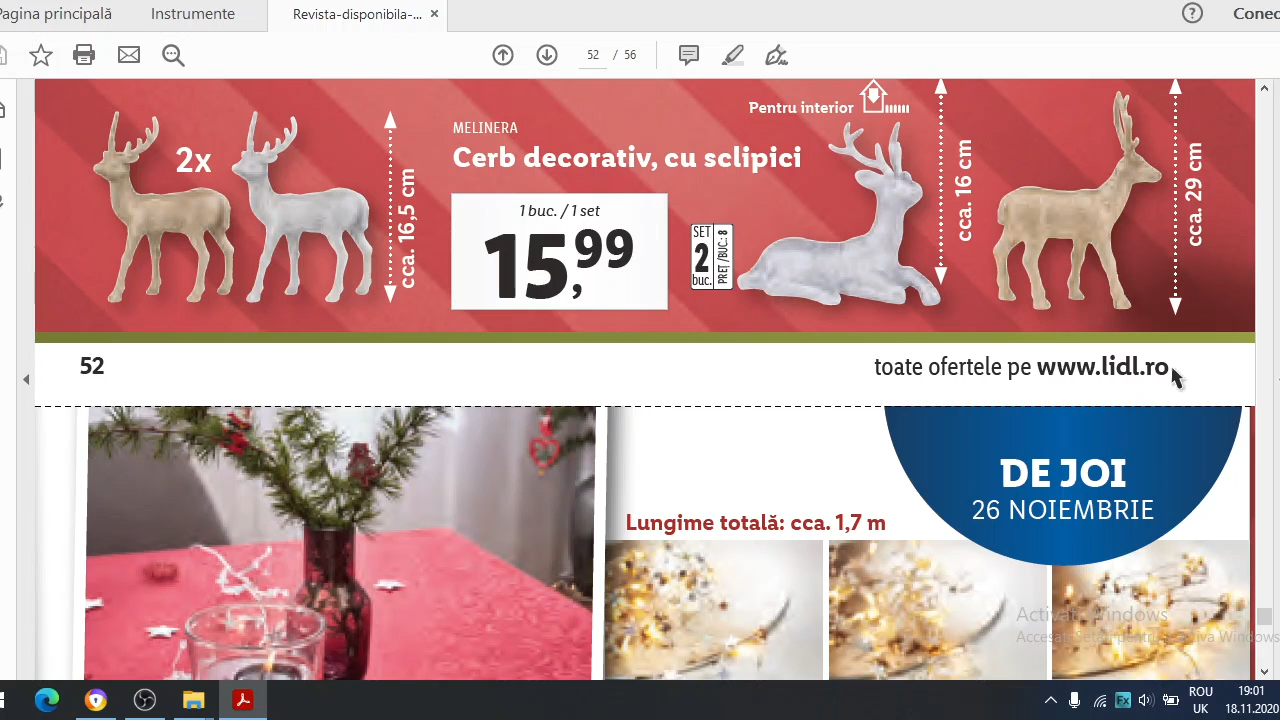 Pagina principală
Instrumente
Revista-disponibila-...
×
?
Conec
52 / 56
Pentru interior
MELINERA
Cerb decorativ, cu sclipici
2x
cca. 16,5 cm
1 buc. / 1 set
15,99
SET
2
buc.
PREȚ/BUC.: 8
cca. 16 cm
cca. 29 cm
52
toate ofertele pe www.lidl.ro
DE JOI
26 NOIEMBRIE
Lungime totală: cca. 1,7 m
Fx
ROU
UK
19:01
18.11.2020